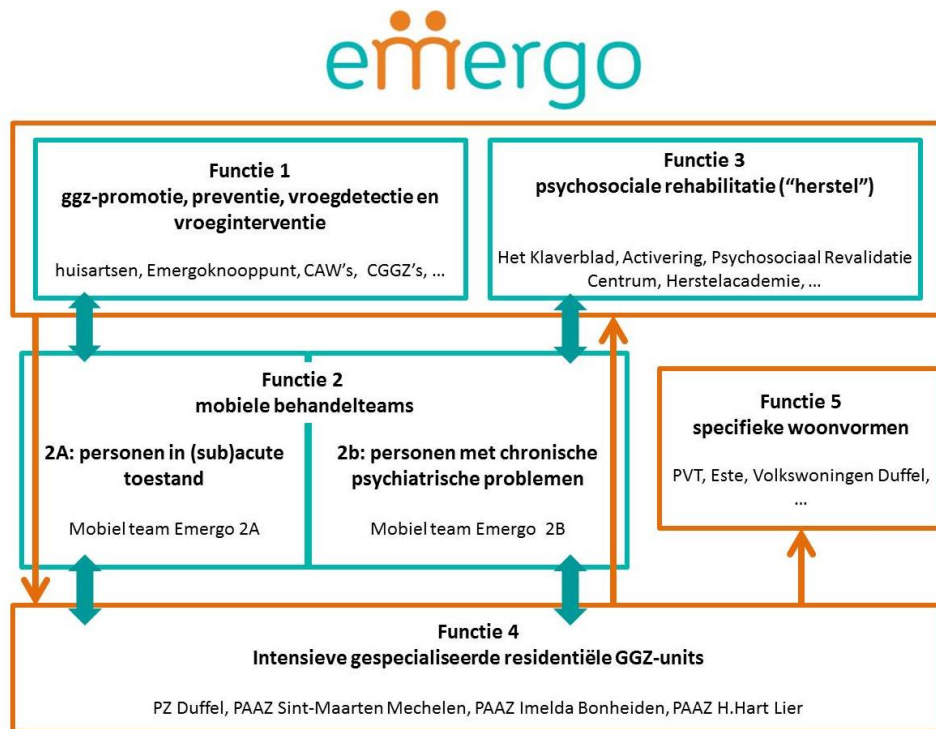 emergo
Functie 1
ggz-promotie, preventie, vroegdetectie en
vroeginterventie
huisartsen, Emergoknooppunt, CAW's, CGGZ's, ...
Functie 3
psychosociale rehabilitatie (“herstel”)
Het Klaverblad, Activering, Psychosociaal Revalidatie
Centrum, Herstelacademie, ...
Functie 2
mobiele behandelteams
2A: personen in (sub)acute
toestand
Mobiel team Emergo 2A
2b: personen met chronische
psychiatrische problemen
Mobiel team Emergo 2B
Functie 5
specifieke woonvormen
PVT, Este, Volkswoningen Duffel,
...
Functie 4
Intensieve gespecialiseerde residentiële GGZ-units
PZ Duffel, PAAZ Sint-Maarten Mechelen, PAAZ Imelda Bonheiden, PAAZ H.Hart Lier